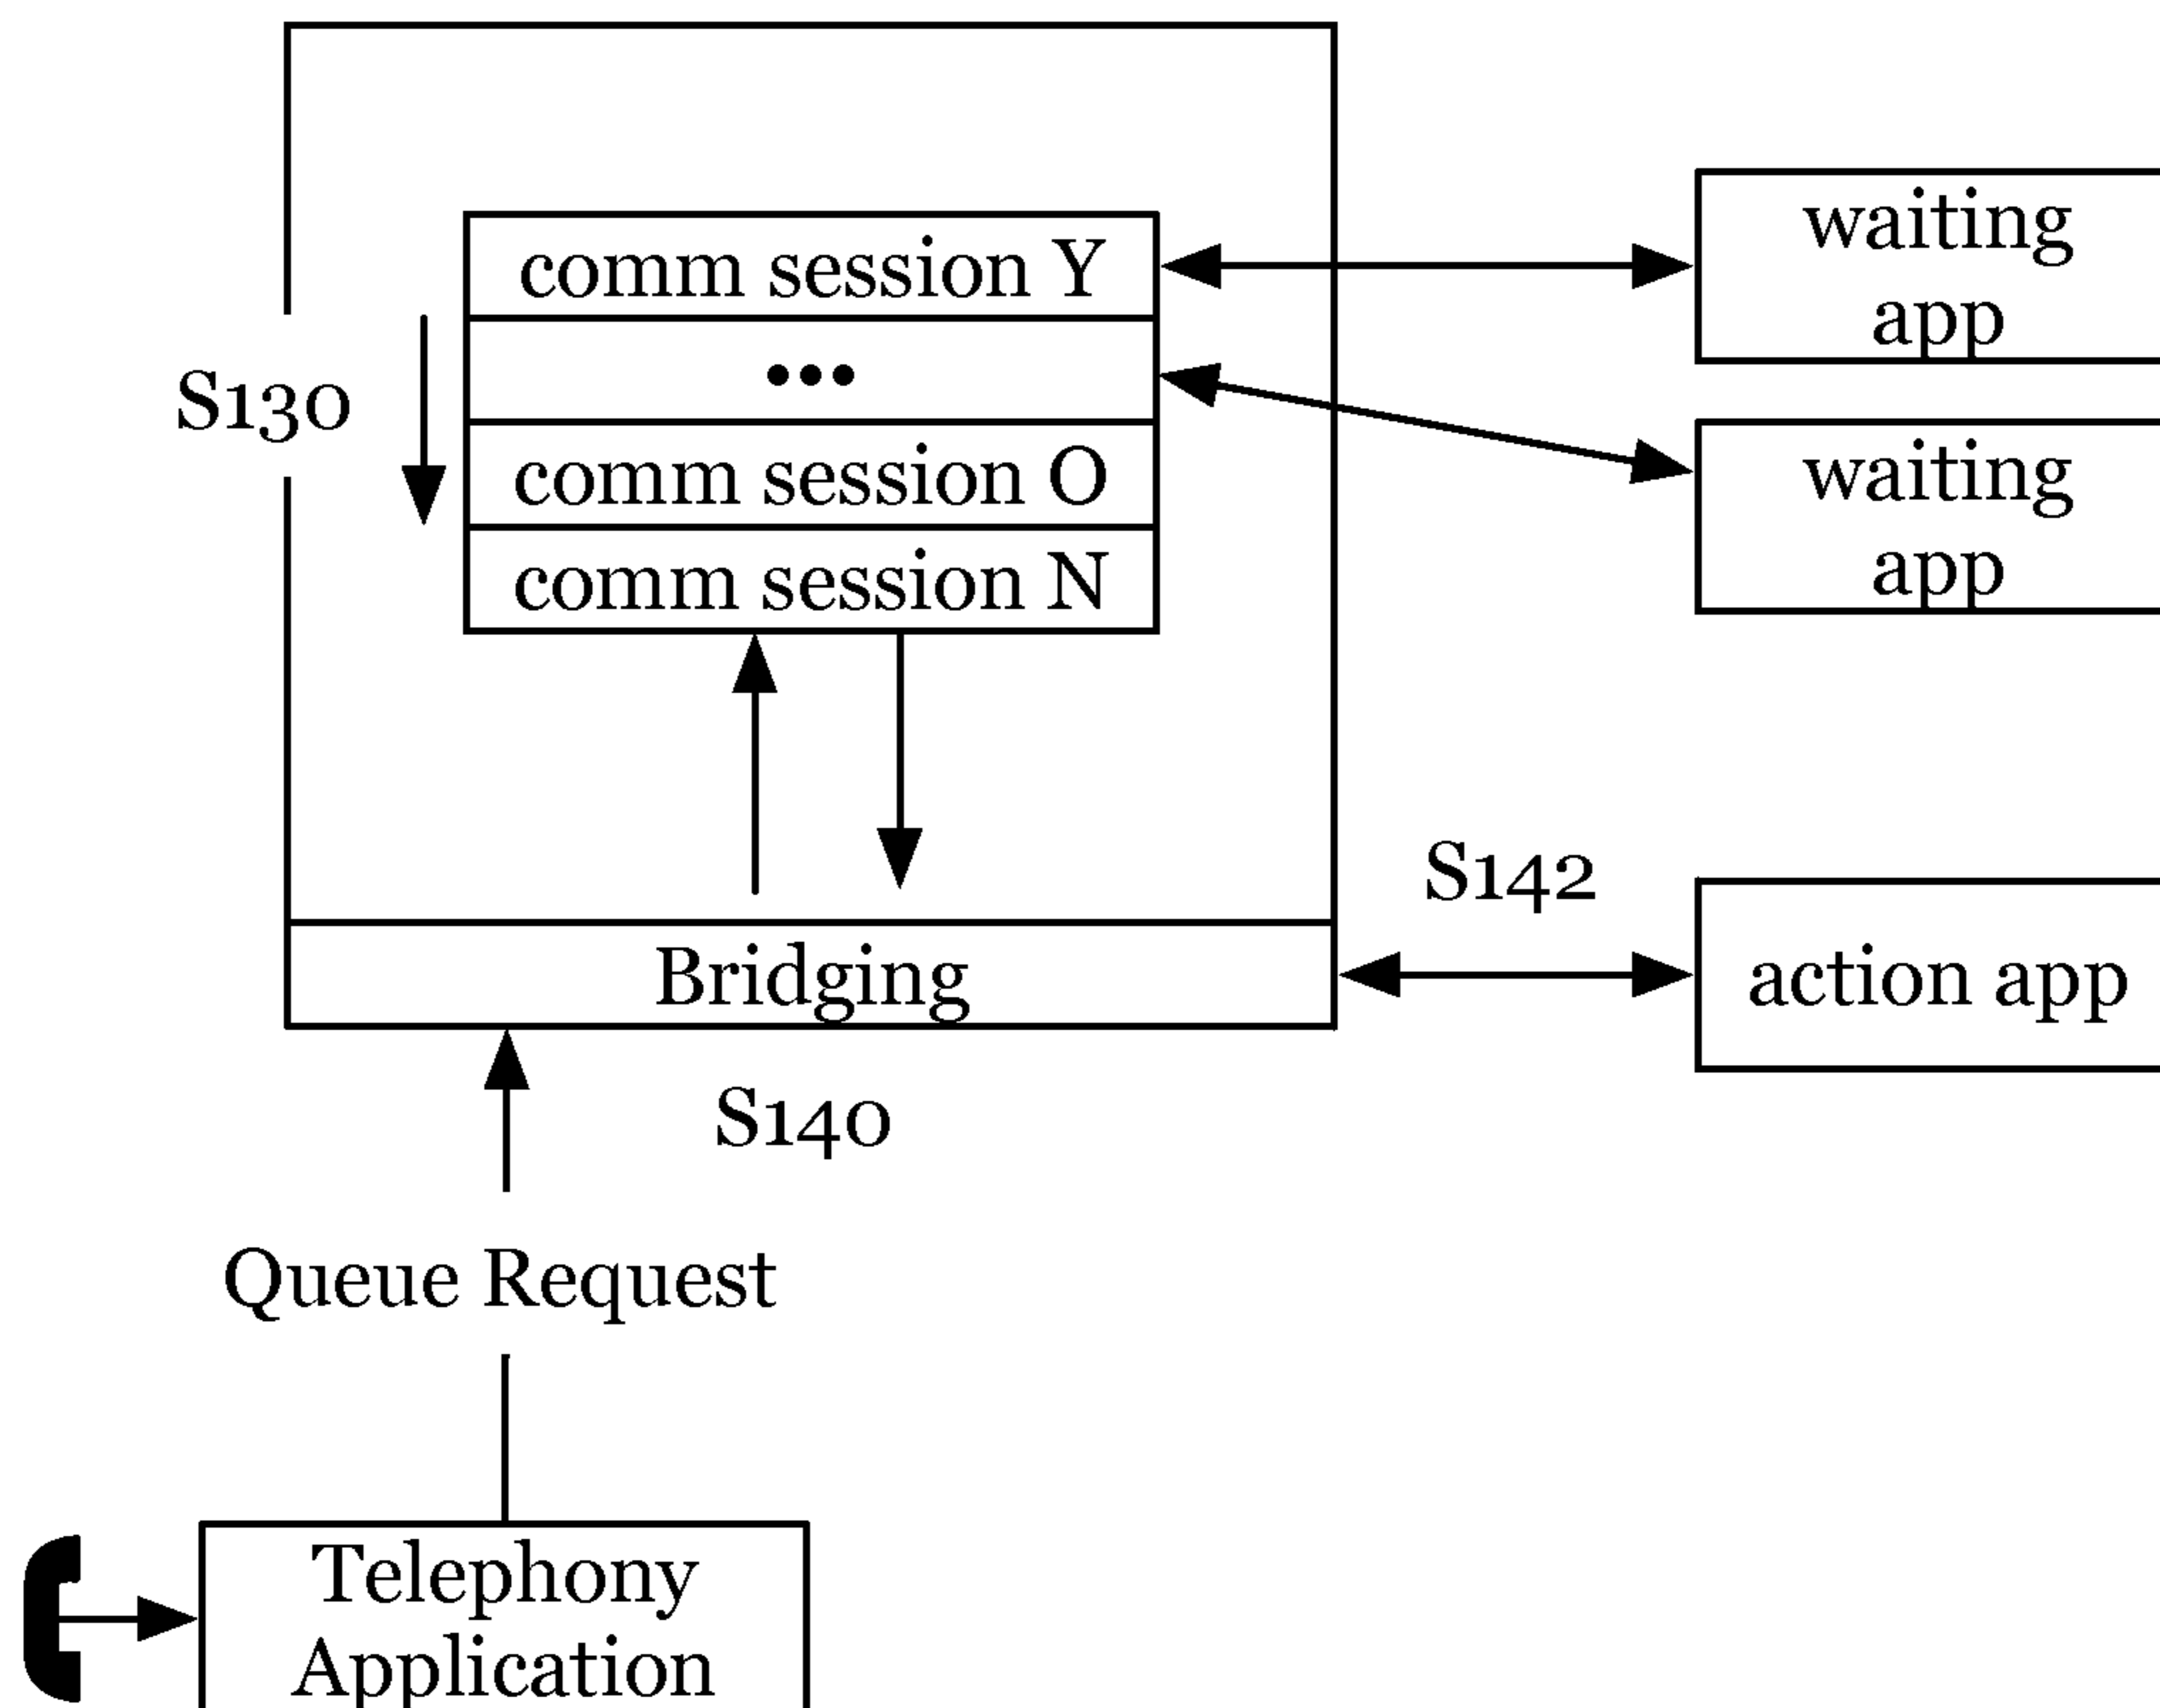 comm session Y
•••
comm session O
comm session N
S130
waiting
app
waiting
app
S142
Bridging
action app
S140
Queue Request
Telephony
Application